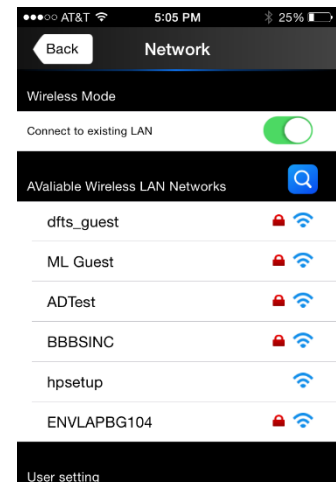 AT&T 5:05 PM 25%
Back Network
Wireless Mode
Connect to existing LAN
AValiable Wireless LAN Networks
dfts_guest
ML Guest
ADTest
BBBSINC
hpsetup
ENVLAPBG104
User setting